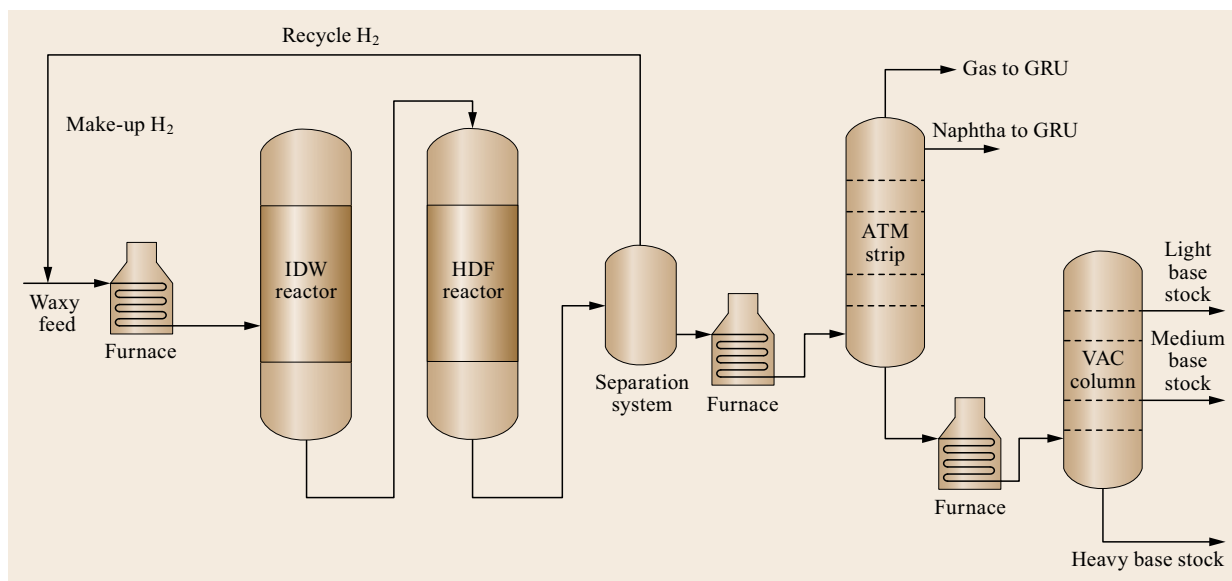 Recycle H₂
Make-up H₂
Waxy
feed
Furnace
IDW
reactor
HDF
reactor
Separation
system
Furnace
Gas to GRU
Naphtha to GRU
ATM
strip
Furnace
VAC
column
Light
base
stock
Medium
base
stock
Heavy base stock